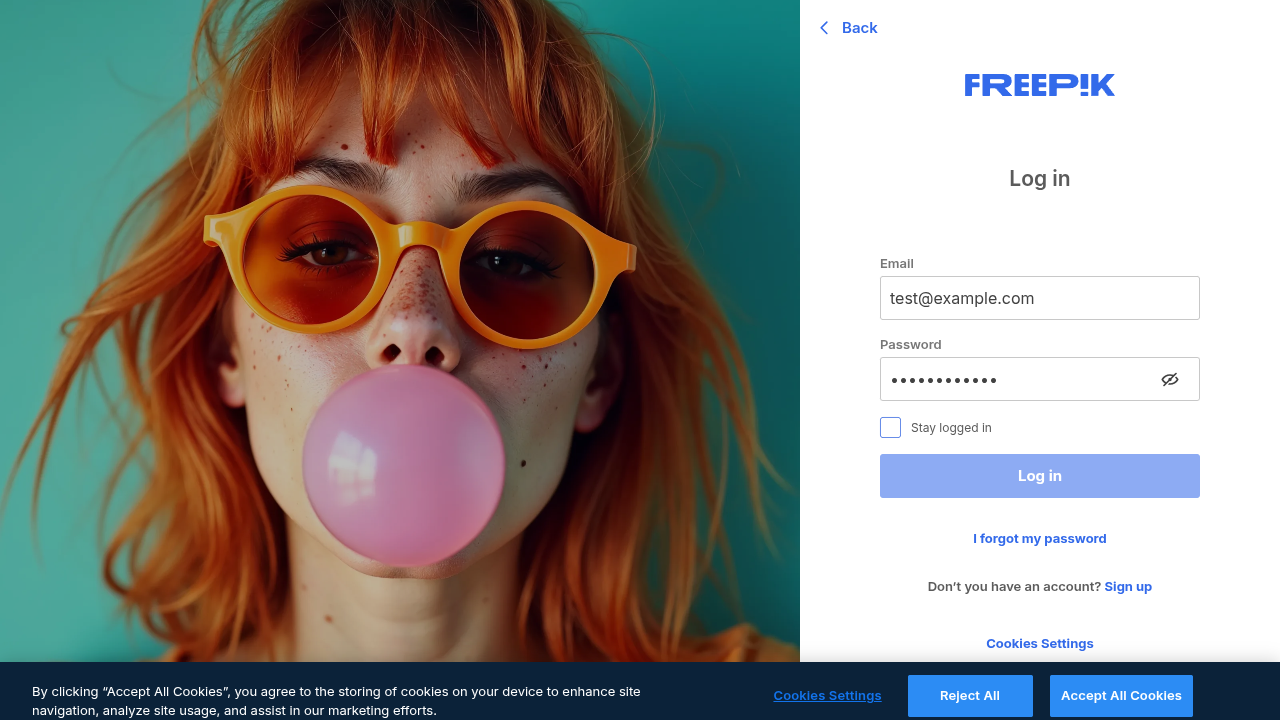 Back
FREEP!K
Log in
Email
test@example.com
Password
Stay logged in
Log in
I forgot my password
Don’t you have an account? Sign up
Cookies Settings
By clicking “Accept All Cookies”, you agree to the storing of cookies on your device to enhance site
navigation, analyze site usage, and assist in our marketing efforts.
Cookies Settings
Reject All
Accept All Cookies